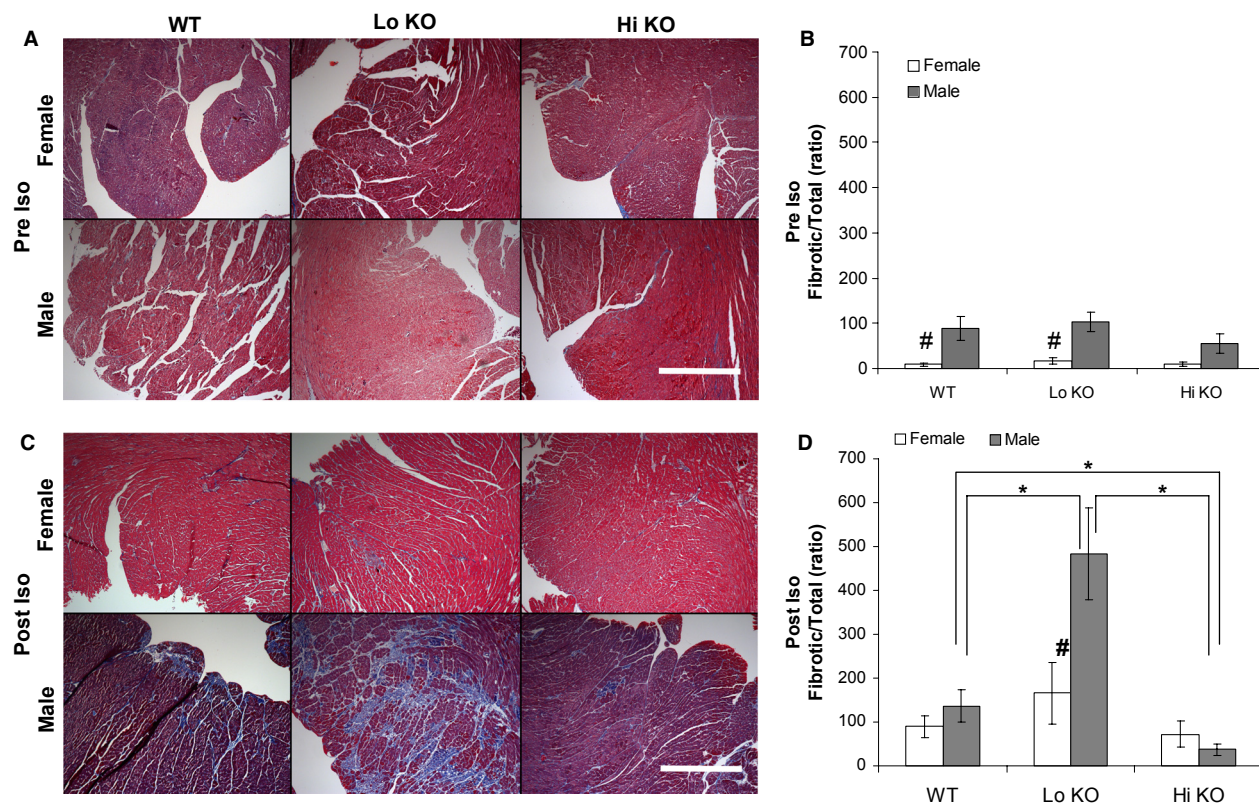 WT Lo KO Hi KO
A
Female
Male
Pre Iso
B
700
600
500
400
300
200
100
0
Pre Iso
Fibrotic/Total (ratio)
Female
Male
#
#
WT Lo KO Hi KO
C
Female
Male
Post Iso
D
Female Male
700
600
500
400
300
200
100
0
Post Iso
Fibrotic/Total (ratio)
*
* *
#
WT Lo KO Hi KO